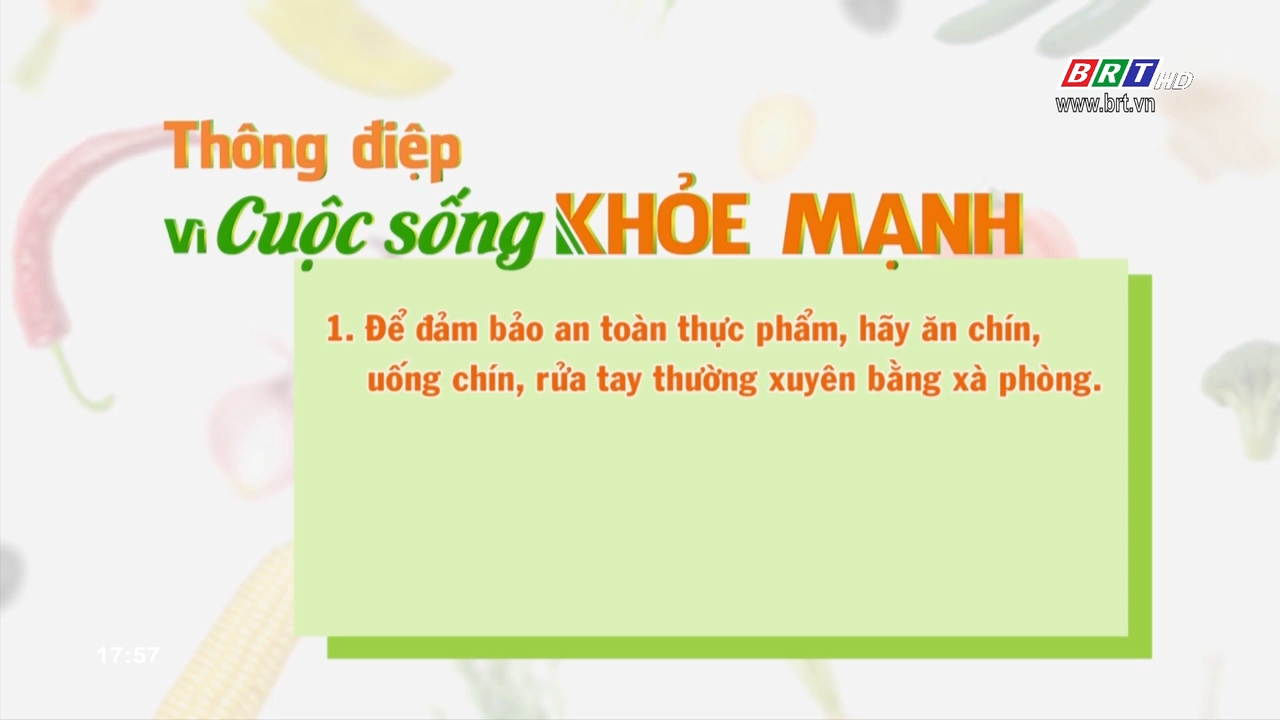 BRT HD
www.brt.vn
Thông điệp
vì Cuộc sống KHỎE MẠNH
1. Để đảm bảo an toàn thực phẩm, hãy ăn chín,
uống chín, rửa tay thường xuyên bằng xà phòng.
17:57